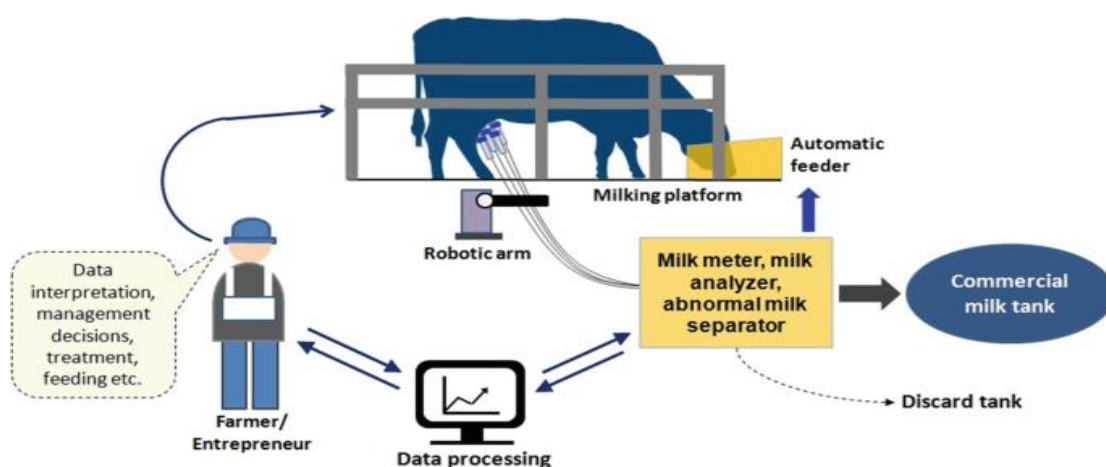 Automatic
feeder
Milking platform
Robotic arm
Milk meter, milk
analyzer,
abnormal milk
separator
Commercial
milk tank
Discard tank
Data
interpretation,
management
decisions,
treatment,
feeding etc.
Farmer/
Entrepreneur
Data processing